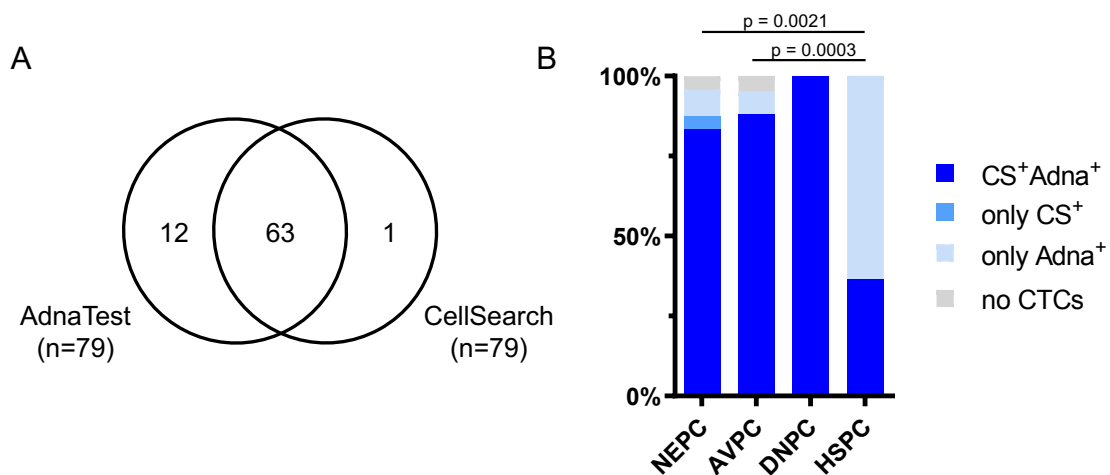 A
12
63
1
AdnaTest
(n=79)
CellSearch
(n=79)
B
p = 0.0021
p = 0.0003
100%
50%
0%
NEPC
AVPC
DNPC
HSPC
CS⁺Adna⁺
only CS⁺
only Adna⁺
no CTCs